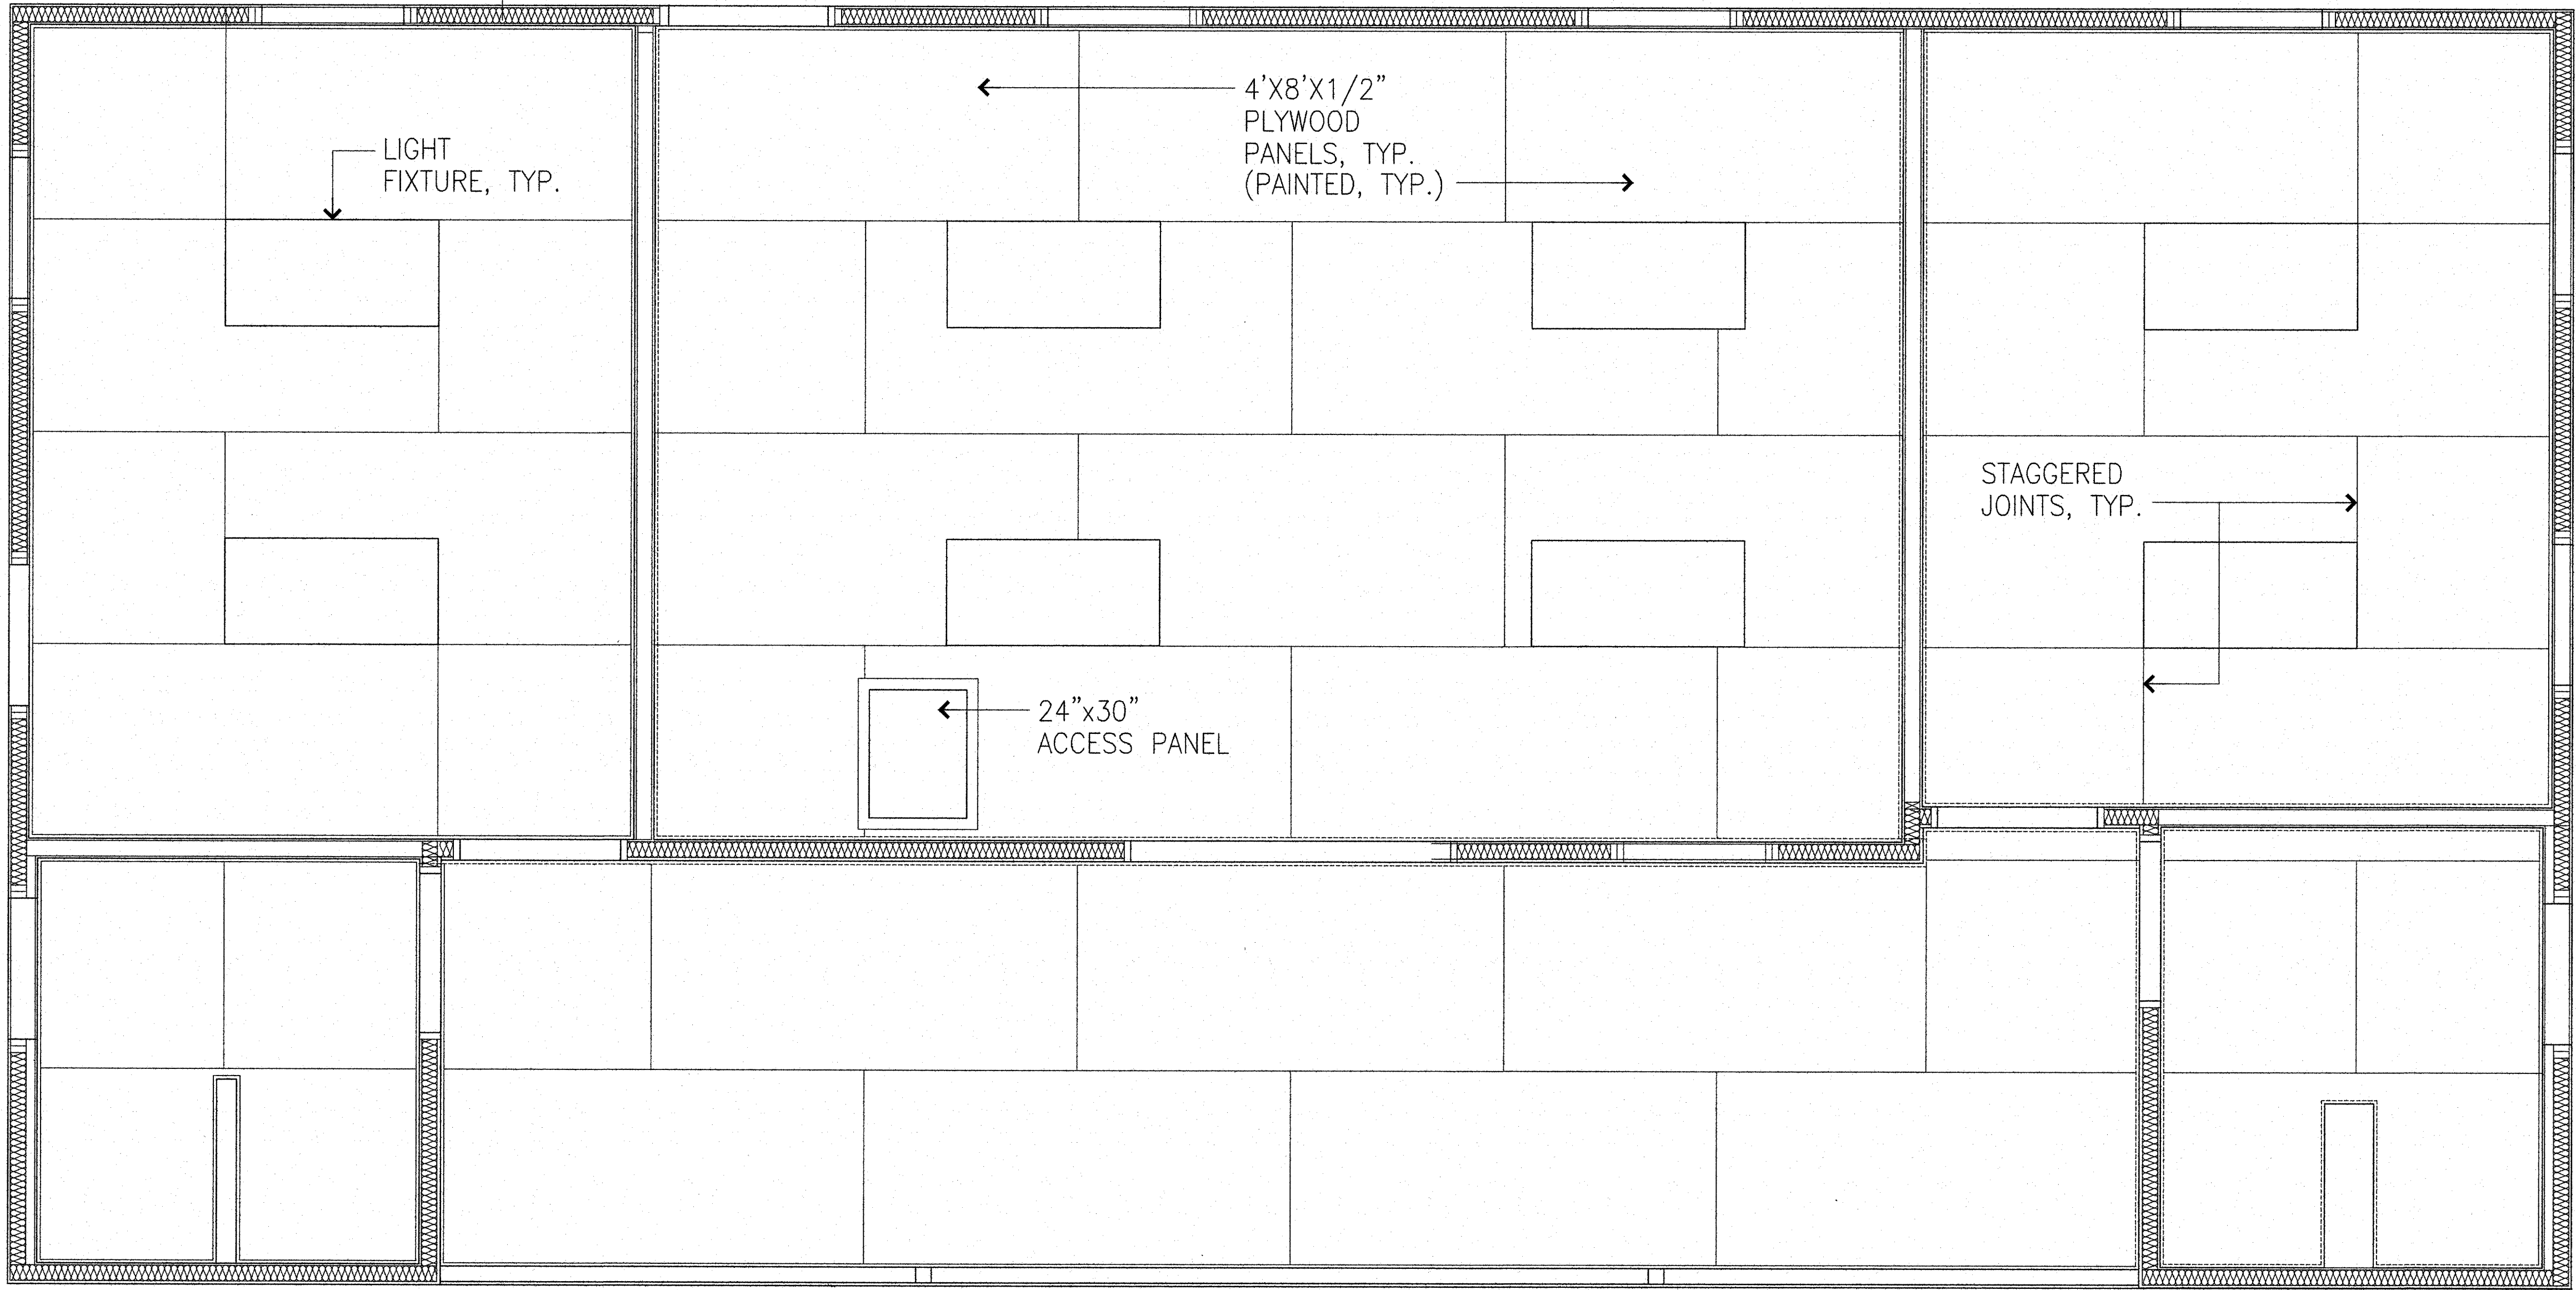 4'X8'X1/2"
PLYWOOD
PANELS, TYP.
(PAINTED, TYP.)
LIGHT
FIXTURE, TYP.
STAGGERED
JOINTS, TYP.
24"x30"
ACCESS PANEL